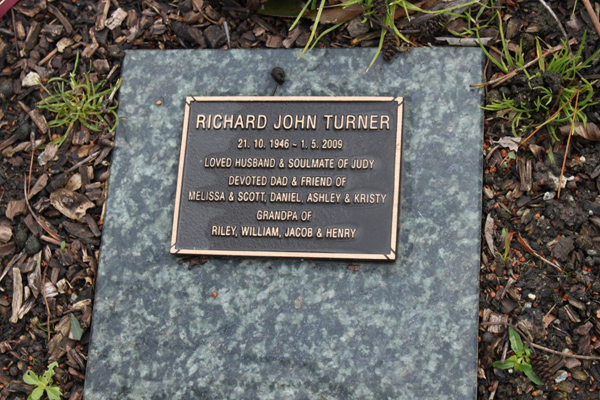 RICHARD JOHN TURNER
21. 10. 1946 ~ 1. 5. 2009
LOVED HUSBAND & SOULMATE OF JUDY
DEVOTED DAD & FRIEND OF
MELISSA & SCOTT, DANIEL, ASHLEY & KRISTY
GRANDPA OF
RILEY, WILLIAM, JACOB & HENRY